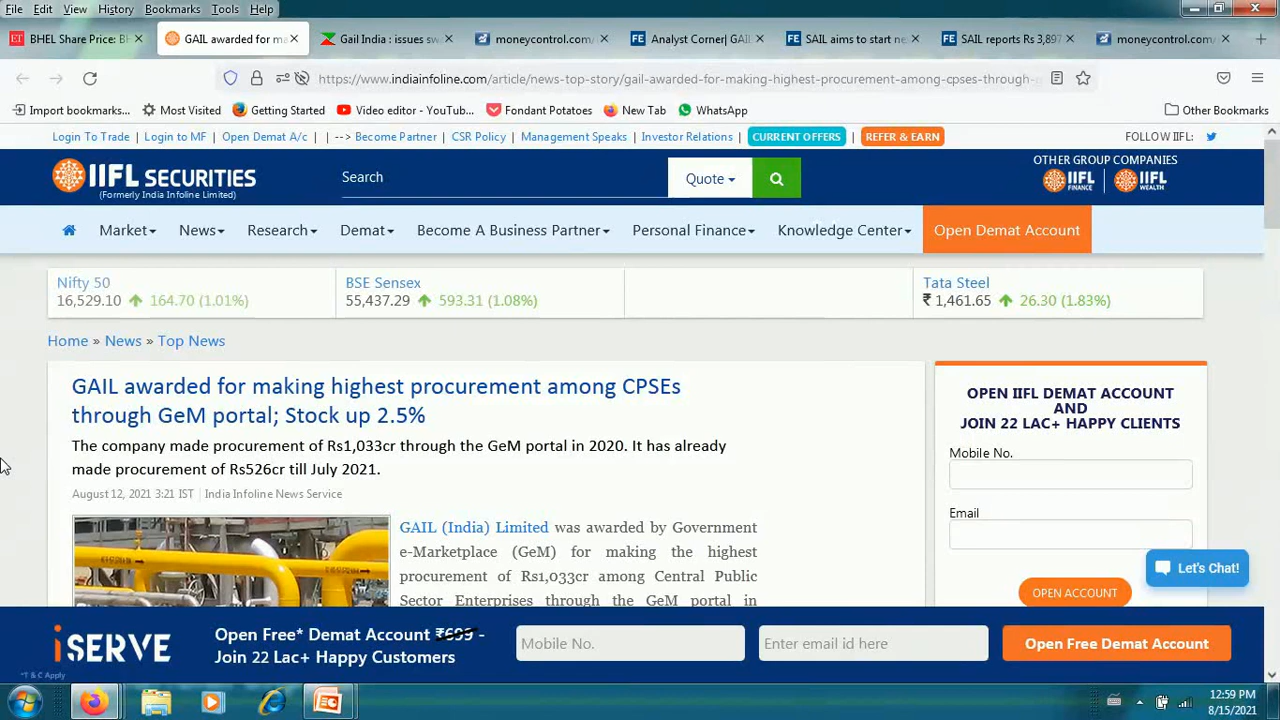 File Edit View History Bookmarks Tools Help
BHEL Share Price: BH
GAIL awarded for ma
Gail India : issues sw
moneycontrol.com/
Analyst Corner| GAIL
SAIL aims to start ne
SAIL reports Rs 3,897
moneycontrol.com/
https://www.indiainfoline.com/article/news-top-story/gail-awarded-for-making-highest-procurement-among-cpses-through-
Import bookmarks... Most Visited Getting Started Video editor - YouTub... Fondant Potatoes New Tab WhatsApp Other Bookmarks
Login To Trade | Login to MF | Open Demat A/c | | --> Become Partner | CSR Policy | Management Speaks | Investor Relations | CURRENT OFFERS | REFER & EARN FOLLOW IIFL:
IIFL SECURITIES
(Formerly India Infoline Limited)
Search Quote
OTHER GROUP COMPANIES
IIFL FINANCE | IIFL WEALTH
Market News Research Demat Become A Business Partner Personal Finance Knowledge Center Open Demat Account
Nifty 50
16,529.10 164.70 (1.01%)
BSE Sensex
55,437.29 593.31 (1.08%)
Tata Steel
₹ 1,461.65 26.30 (1.83%)
Home » News » Top News
GAIL awarded for making highest procurement among CPSEs
through GeM portal; Stock up 2.5%
The company made procurement of Rs1,033cr through the GeM portal in 2020. It has already
made procurement of Rs526cr till July 2021.
August 12, 2021 3:21 IST | India Infoline News Service
GAIL (India) Limited was awarded by Government
e-Marketplace (GeM) for making the highest
procurement of Rs1,033cr among Central Public
Sector Enterprises through the GeM portal in
OPEN IIFL DEMAT ACCOUNT
AND
JOIN 22 LAC+ HAPPY CLIENTS
Mobile No.
Email
OPEN ACCOUNT
Let's Chat!
iSERVE
*T & C Apply
Open Free* Demat Account ₹699 -
Join 22 Lac+ Happy Customers
Mobile No.
Enter email id here
Open Free Demat Account
12:59 PM
8/15/2021